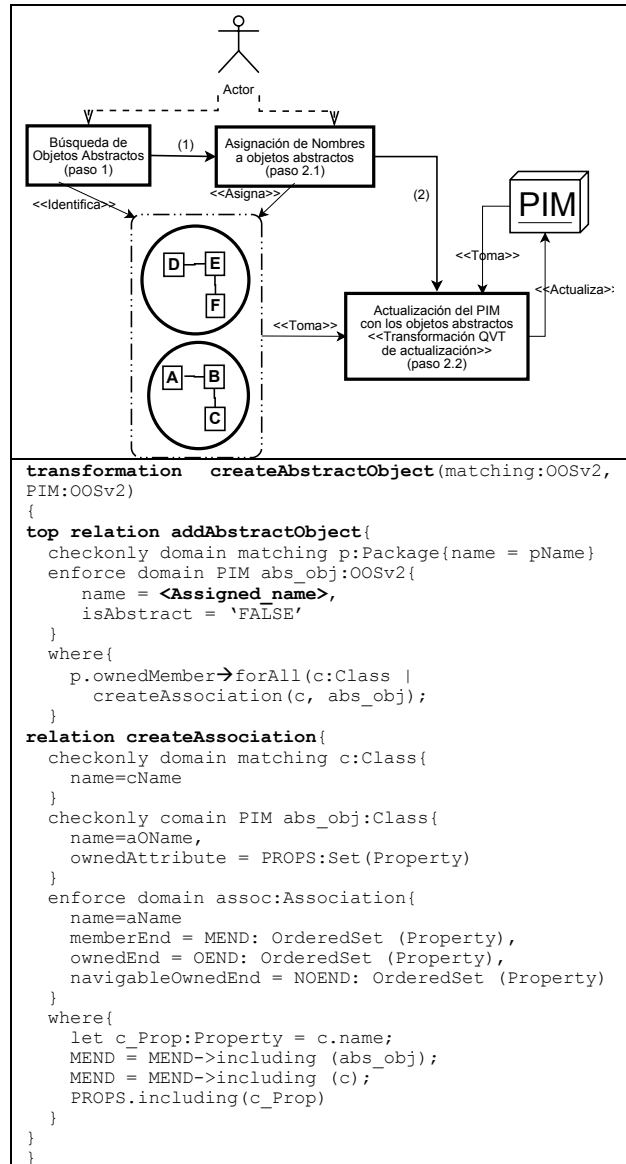 Actor
Búsqueda de
Objetos Abstractos
(paso 1)
(1)
Asignación de Nombres
a objetos abstractos
(paso 2.1)
(2)
<<Identifica>>
<<Asigna>>
PIM
D
E
F
<<Toma>>
<<Actualiza>>
<<Toma>>
Actualización del PIM
con los objetos abstractos
<<Transformación QVT
de actualización>>
(paso 2.2)
A
B
C
transformation createAbstractObject(matching:OOSv2,
PIM:OOSv2)
{
top relation addAbstractObject{
checkonly domain matching p:Package{name = pName}
enforce domain PIM abs_obj:OOSv2{
name = <Assigned_name>,
isAbstract = ‘FALSE’
}
where{
p.ownedMember→forAll(c:Class |
createAssociation(c, abs_obj);
}
relation createAssociation{
checkonly domain matching c:Class{
name=cName
}
checkonly comain PIM abs_obj:Class{
name=aOName,
ownedAttribute = PROPS:Set(Property)
}
enforce domain assoc:Association{
name=aName
memberEnd = MEND: OrderedSet (Property),
ownedEnd = OEND: OrderedSet (Property),
navigableOwnedEnd = NOEND: OrderedSet (Property)
}
where{
let c_Prop:Property = c.name;
MEND = MEND->including (abs_obj);
MEND = MEND->including (c);
PROPS.including(c_Prop)
}
}
}